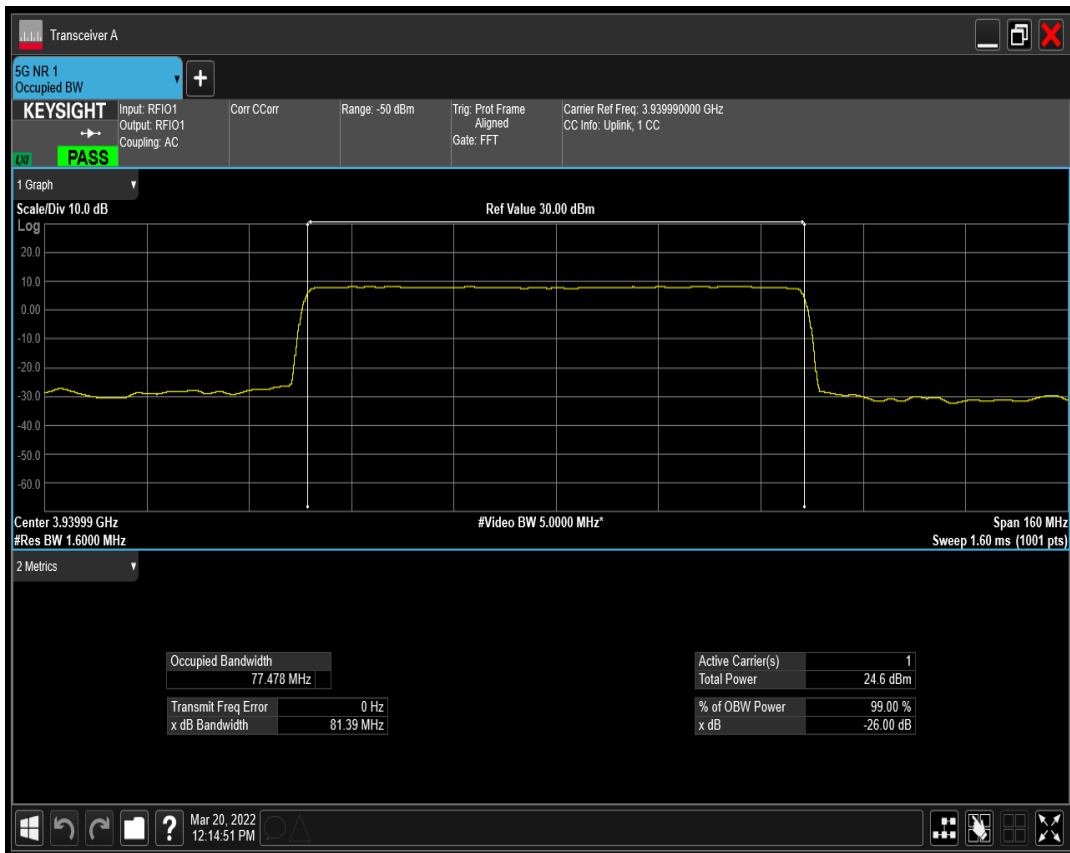 Transceiver A
5G NR 1
Occupied BW
+
KEYSIGHT
LXI
PASS
Input: RFIO1
Output: RFIO1
Coupling: AC
Corr CCorr
Range: -50 dBm
Trig: Prot Frame
Aligned
Gate: FFT
Carrier Ref Freq: 3.939990000 GHz
CC Info: Uplink, 1 CC
1 Graph
Scale/Div 10.0 dB
Ref Value 30.00 dBm
Log
20.0
10.0
0.00
-10.0
-20.0
-30.0
-40.0
-50.0
-60.0
Center 3.93999 GHz
#Video BW 5.0000 MHz*
Span 160 MHz
#Res BW 1.6000 MHz
Sweep 1.60 ms (1001 pts)
2 Metrics
Occupied Bandwidth
77.478 MHz
Transmit Freq Error 0 Hz
x dB Bandwidth 81.39 MHz
Active Carrier(s) 1
Total Power 24.6 dBm
% of OBW Power 99.00 %
x dB -26.00 dB
?
Mar 20, 2022
12:14:51 PM